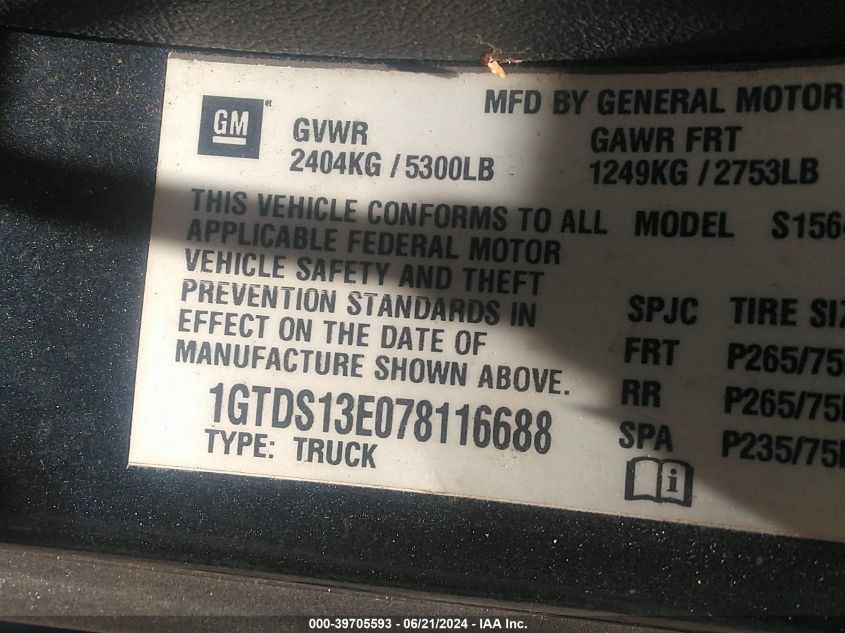 MFD BY GENERAL MOTOR
GM
GVWR GAWR FRT
2404KG / 5300LB 1249KG / 2753LB
THIS VEHICLE CONFORMS TO ALL
APPLICABLE FEDERAL MOTOR
VEHICLE SAFETY AND THEFT
PREVENTION STANDARDS IN
EFFECT ON THE DATE OF
MANUFACTURE SHOWN ABOVE.
1GTDS13E078116688
TYPE: TRUCK
MODEL S156
SPJC TIRE SI
FRT P265/75
RR P265/75
SPA P235/75
i
000-39705593 - 06/21/2024 - IAA Inc.